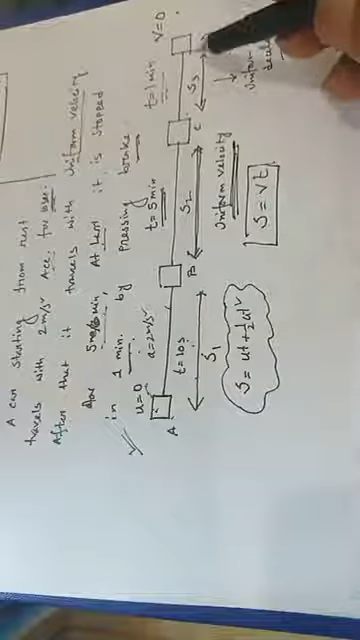 A car starting from rest
travels with 2 m/s² Acc. for 10sec.
After that it travels with uniform velocity
for 5 min, At last it is stopped
in 1 min. by pressing brake
u=0 a=2m/s² t=10s t=5min t=1min V=0.
A B C
S₁ S₂ S₃
S = ut + ½at²
Uniform velocity
S = vt